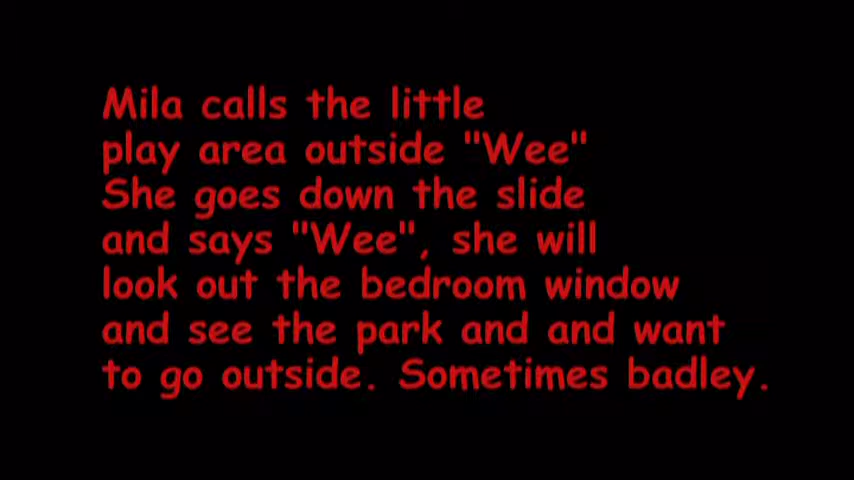 Mila calls the little
play area outside "Wee"
She goes down the slide
and says "Wee", she will
look out the bedroom window
and see the park and and want
to go outside. Sometimes badley.